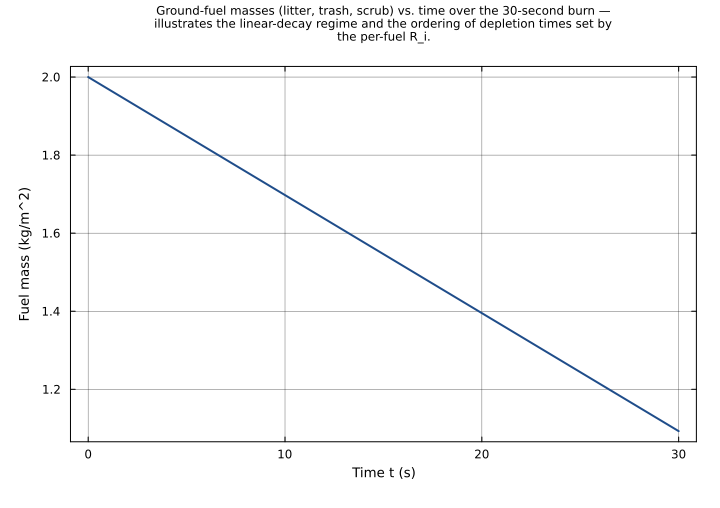 Ground-fuel masses (litter, trash, scrub) vs. time over the 30-second burn —
illustrates the linear-decay regime and the ordering of depletion times set by
the per-fuel R_i.
2.0
1.8
1.6
1.4
1.2
Fuel mass (kg/m^2)
0
10
20
30
Time t (s)